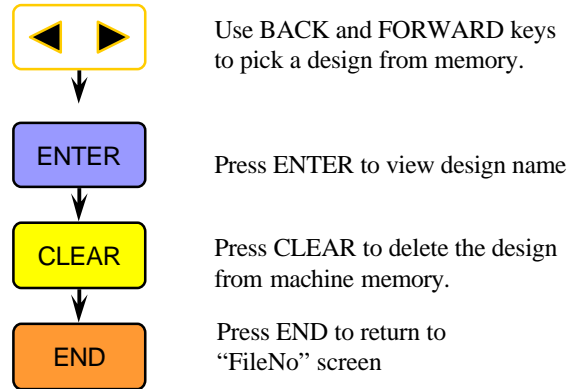 Use BACK and FORWARD keys
to pick a design from memory.
ENTER
Press ENTER to view design name
CLEAR
Press CLEAR to delete the design
from machine memory.
END
Press END to return to
“FileNo” screen